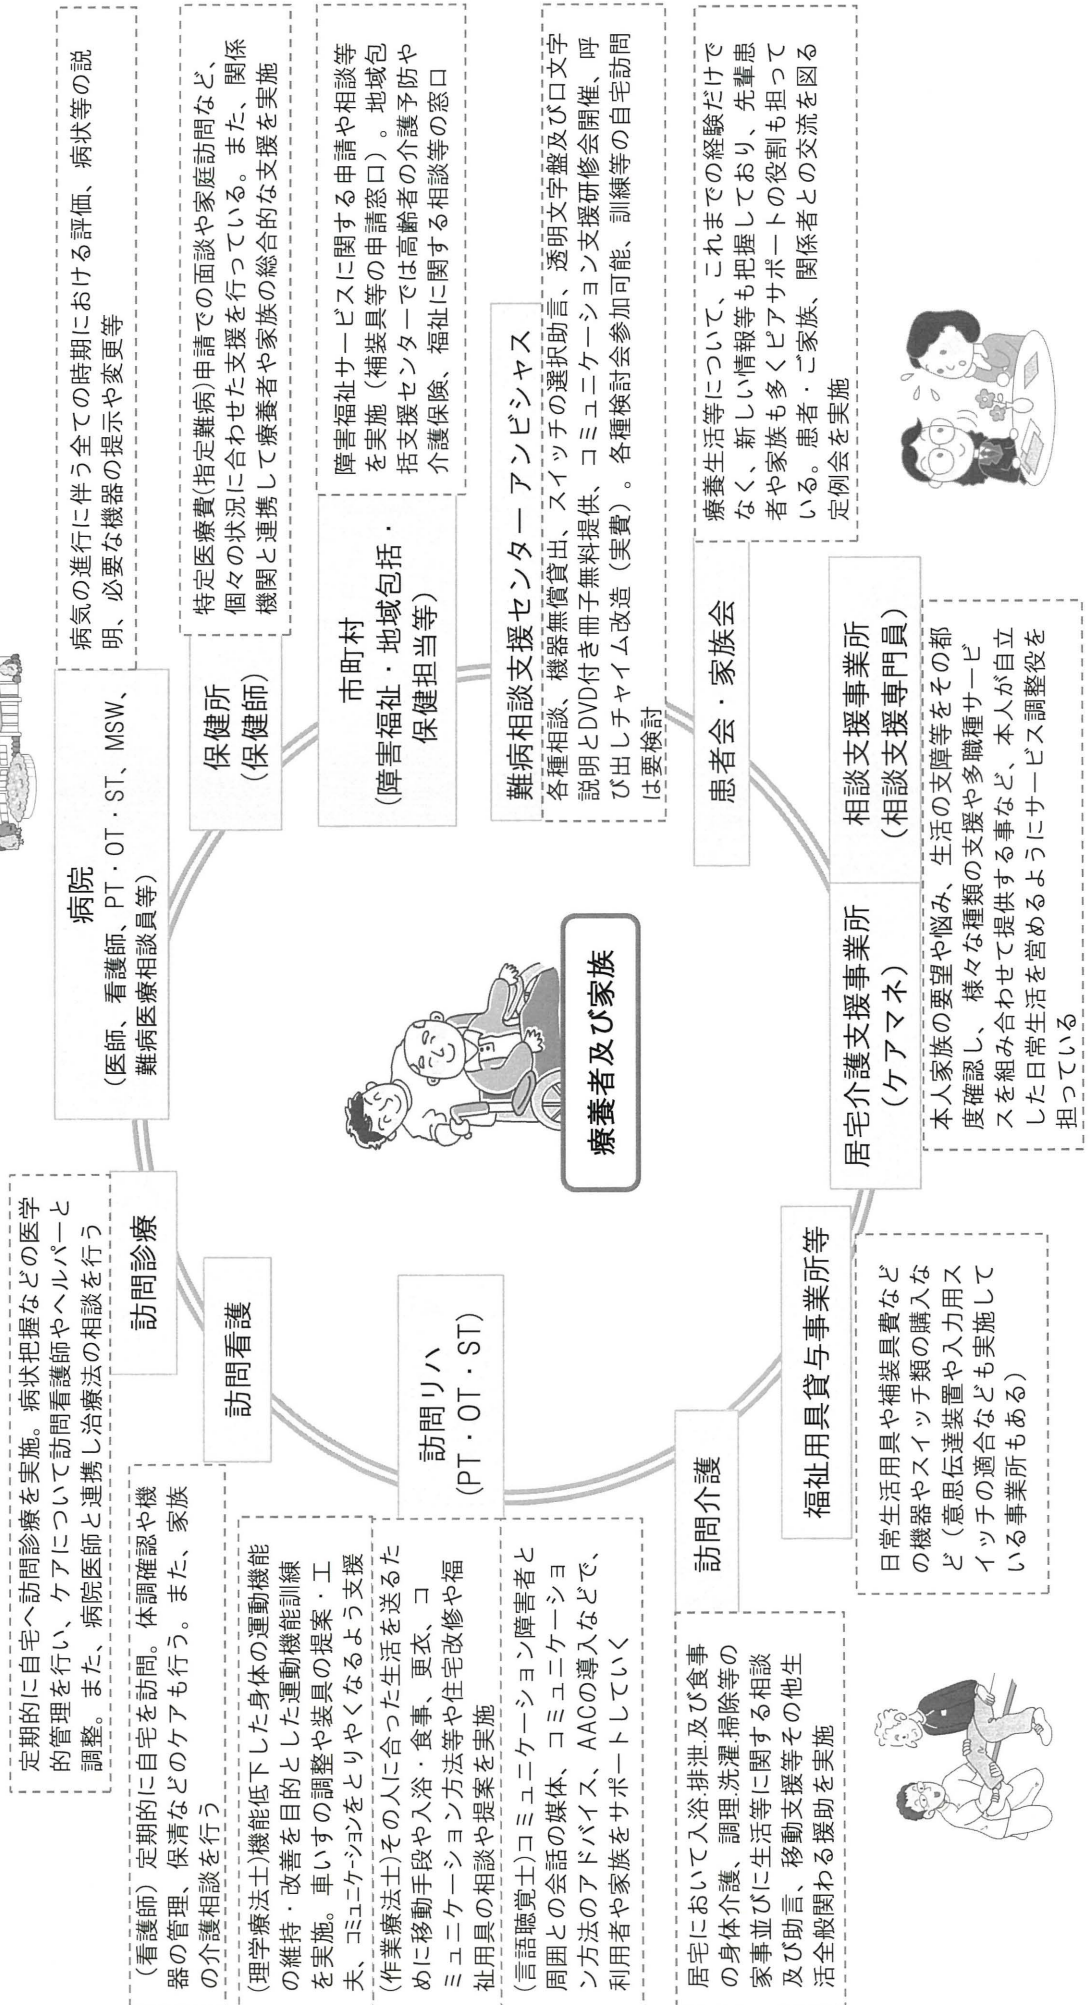 病院
(医師、看護師、PT・OT・ST、MSW、
難病医療相談員等)
病気の進行に伴う全ての時期における評価、病状等の説
明、必要な機器の提示や変更等
保健所
(保健師)
特定医療費(指定難病)申請での面談や家庭訪問など、
個々の状況に合わせた支援を行っている。また、関係
機関と連携して療養者や家族の総合的な支援を実施
市町村
(障害福祉・地域包括・
保健担当等)
障害福祉サービスに関する申請や相談等
を実施（補装具等の申請窓口）。地域包
括支援センターでは高齢者の介護予防や
介護保険、福祉に関する相談等の窓口
難病相談支援センター アンビシャス
各種相談、機器無償貸出、スイッチの選択助言、透明文字盤及び口文字
説明とDVD付き冊子無料提供、コミュニケーション支援研修会開催、呼
び出しチャイム改造（実費）。各種検討会参加可能、訓練等の自宅訪問
は要検討
患者会・家族会
療養生活等について、これまでの経験だけで
なく、新しい情報等も把握しており、先輩患
者や家族も多くピアサポートの役割も担って
いる。患者・ご家族、関係者との交流を図る
定例会を実施
相談支援事業所
(相談支援専門員)
居宅介護支援事業所
(ケアマネ)
本人家族の要望や悩み、生活の支障等をその都
度確認し、様々な種類の支援や多職種サービ
スを組み合わせて提供する事など、本人が自立
した日常生活を営めるようにサービス調整役を
担っている
福祉用具貸与事業所等
日常生活用具や補装具費など
の機器やスイッチ類の購入な
ど（意思伝達装置や入力用ス
イッチの適合なども実施して
いる事業所もある）
訪問介護
居宅において入浴.排泄.及び食事
の身体介護、調理.洗濯.掃除等の
家事並びに生活等に関する相談
及び助言、移動支援等その他生
活全般関わる援助を実施
訪問リハ
(PT・OT・ST)
(理学療法士)機能低下した身体の運動機能
の維持・改善を目的とした運動機能訓練
を実施。車いすの調整や装具の提案・工
夫、コミュニケーションをとりやくなるよう支援
(作業療法士)その人に合った生活を送るた
めに移動手段や入浴・食事、更衣、コ
ミュニケーション方法等や住宅改修や福
祉用具の相談や提案を実施
(言語聴覚士)コミュニケーション障害者と
周囲との会話の媒体、コミュニケーショ
ン方法のアドバイス、AACの導入などで、
利用者や家族をサポートしていく
訪問看護
(看護師) 定期的に自宅を訪問。体調確認や機
器の管理、保清などのケアも行う。また、家族
の介護相談を行う
訪問診療
定期的に自宅へ訪問診療を実施。病状把握などの医学
的管理を行い、ケアについて訪問看護師やヘルパーと
調整。また、病院医師と連携し治療法の相談を行う
療養者及び家族